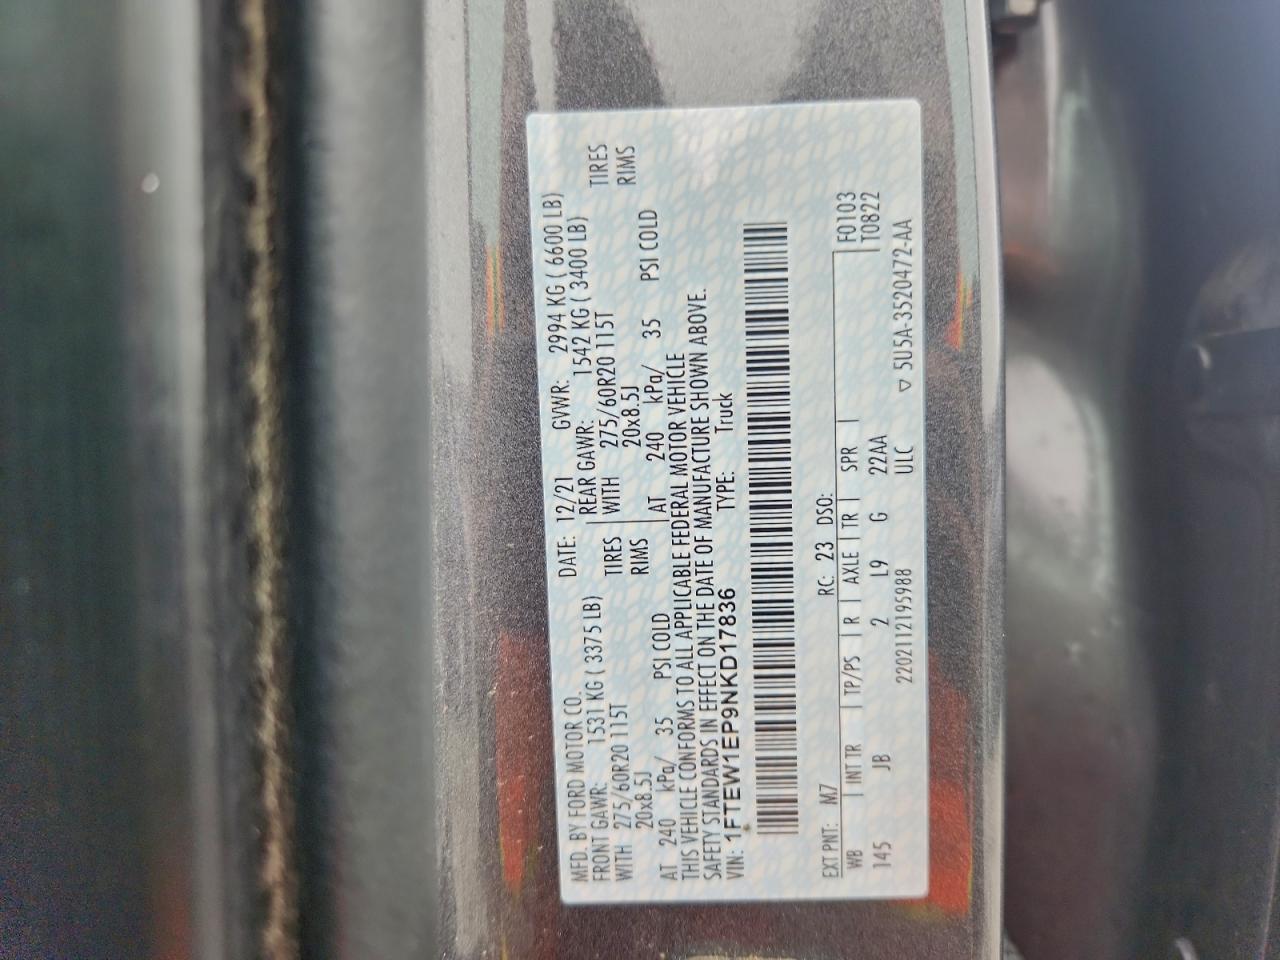 MFD. BY FORD MOTOR CO.
DATE: 12/21 GVWR: 2994 KG ( 6600 LB)
FRONT GAWR: 1531 KG ( 3375 LB) REAR GAWR: 1542 KG ( 3400 LB)
WITH 275/60R20 115T TIRES WITH 275/60R20 115T TIRES
20x8.5J RIMS 20x8.5J RIMS
AT 240 kPa/ 35 PSI COLD AT 240 kPa/ 35 PSI COLD
THIS VEHICLE CONFORMS TO ALL APPLICABLE FEDERAL MOTOR VEHICLE
SAFETY STANDARDS IN EFFECT ON THE DATE OF MANUFACTURE SHOWN ABOVE.
VIN: 1FTEW1EP9NKD17836 TYPE: Truck
EXT PNT: M7 RC: 23 DSO: F0103
WB | INT TR | TP/PS | R | AXLE | TR | SPR | T0822
145 JB 2 L9 G 22AA
2202112195988 ULC ▽ 5U5A-3520472-AA